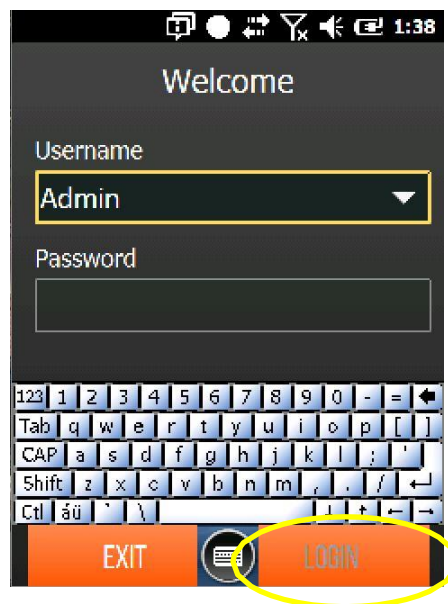 1:38
Welcome
Username
Admin
Password
123 1 2 3 4 5 6 7 8 9 0 - =
Tab q w e r t y u i o p [ ]
CAP a s d f g h j k l ; '
Shift z x c v b n m , . /
Ctl áü ` \
EXIT LOGIN